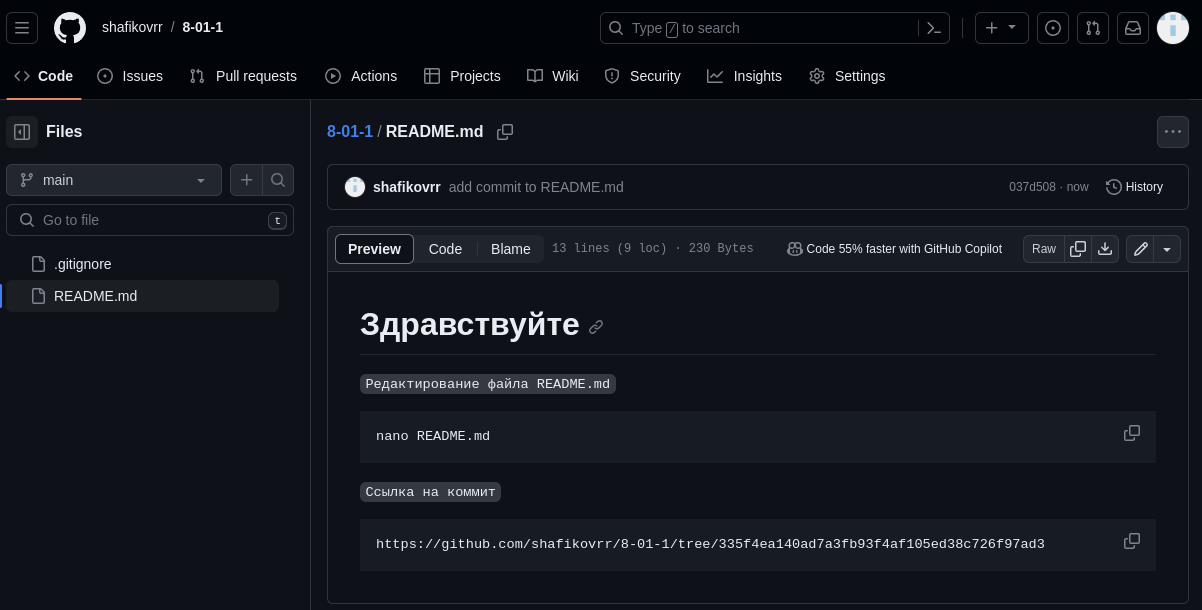 shafikovrr / 8-01-1
Type / to search
Code Issues Pull requests Actions Projects Wiki Security Insights Settings
Files
main
Go to file t
.gitignore
README.md
8-01-1 / README.md
shafikovrr add commit to README.md 037d508 · now History
Preview Code Blame 13 lines (9 loc) · 230 Bytes Code 55% faster with GitHub Copilot Raw
Здравствуйте
Редактирование файла README.md
nano README.md
Ссылка на коммит
https://github.com/shafikovrr/8-01-1/tree/335f4ea140ad7a3fb93f4af105ed38c726f97ad3